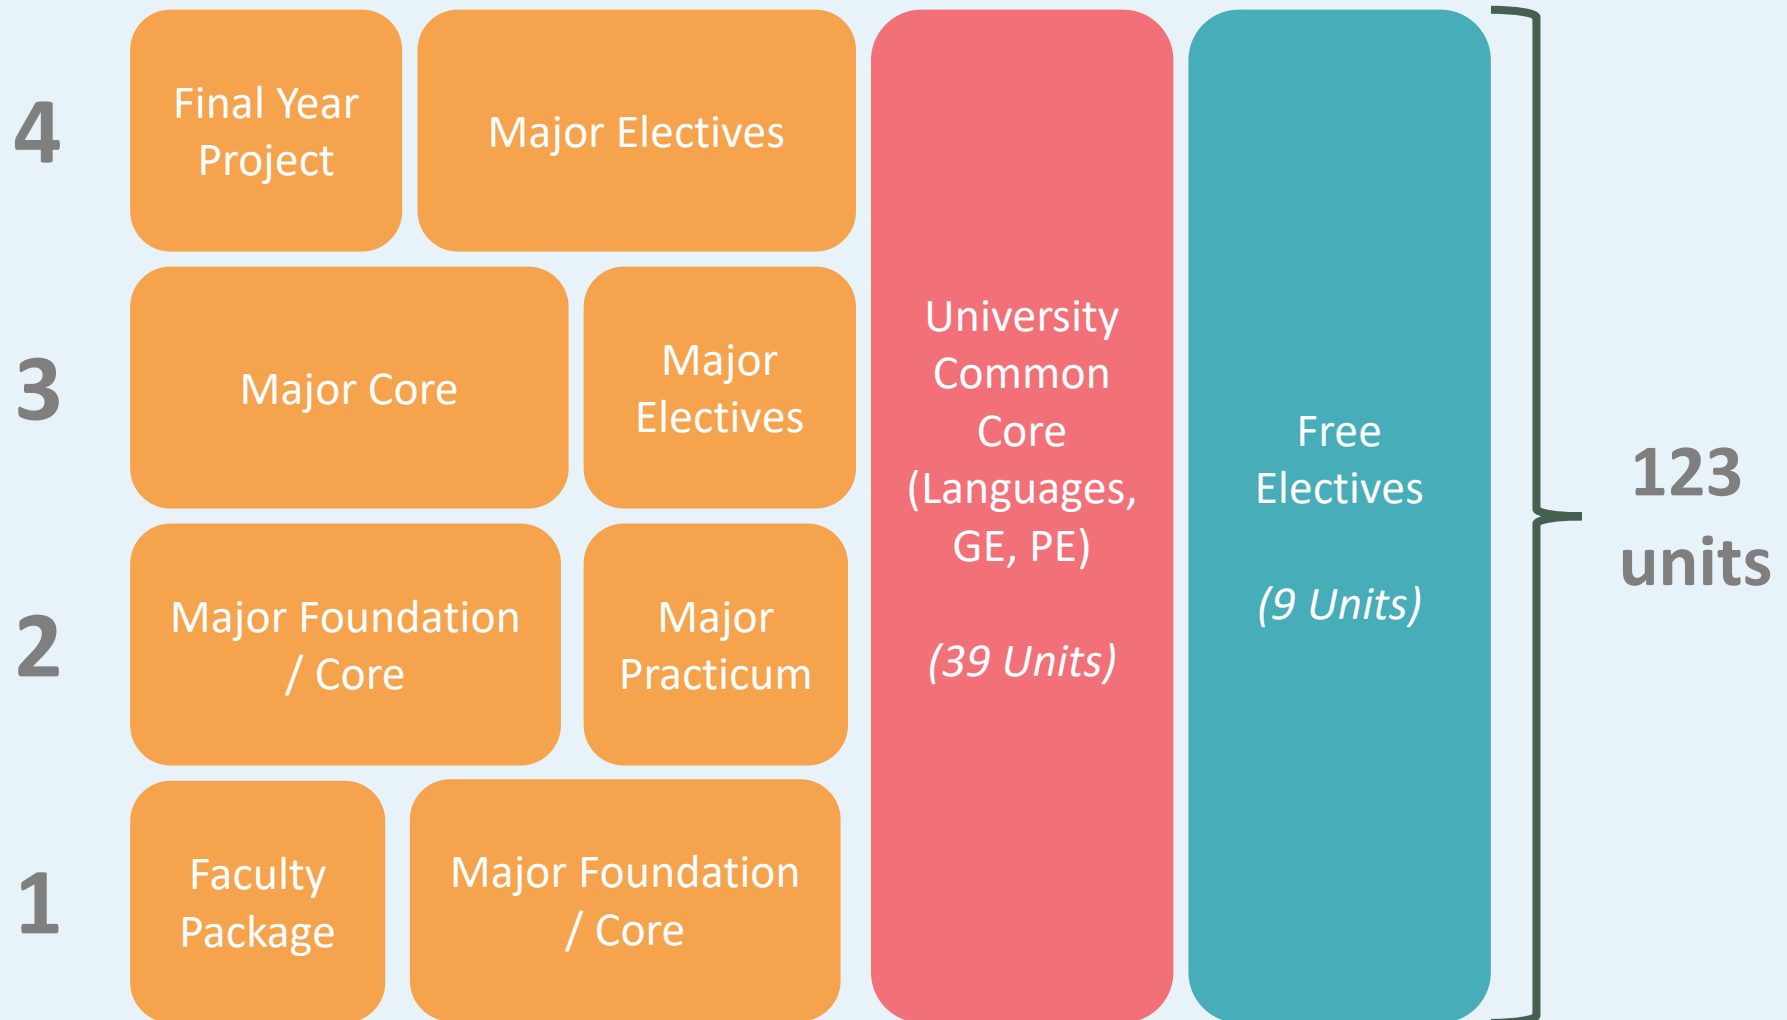 4
Final Year
Project
Major Electives
3
Major Core
Major
Electives
2
Major Foundation
/ Core
Major
Practicum
1
Faculty
Package
Major Foundation
/ Core
University
Common
Core
(Languages,
GE, PE)
(39 Units)
Free
Electives
(9 Units)
123
units